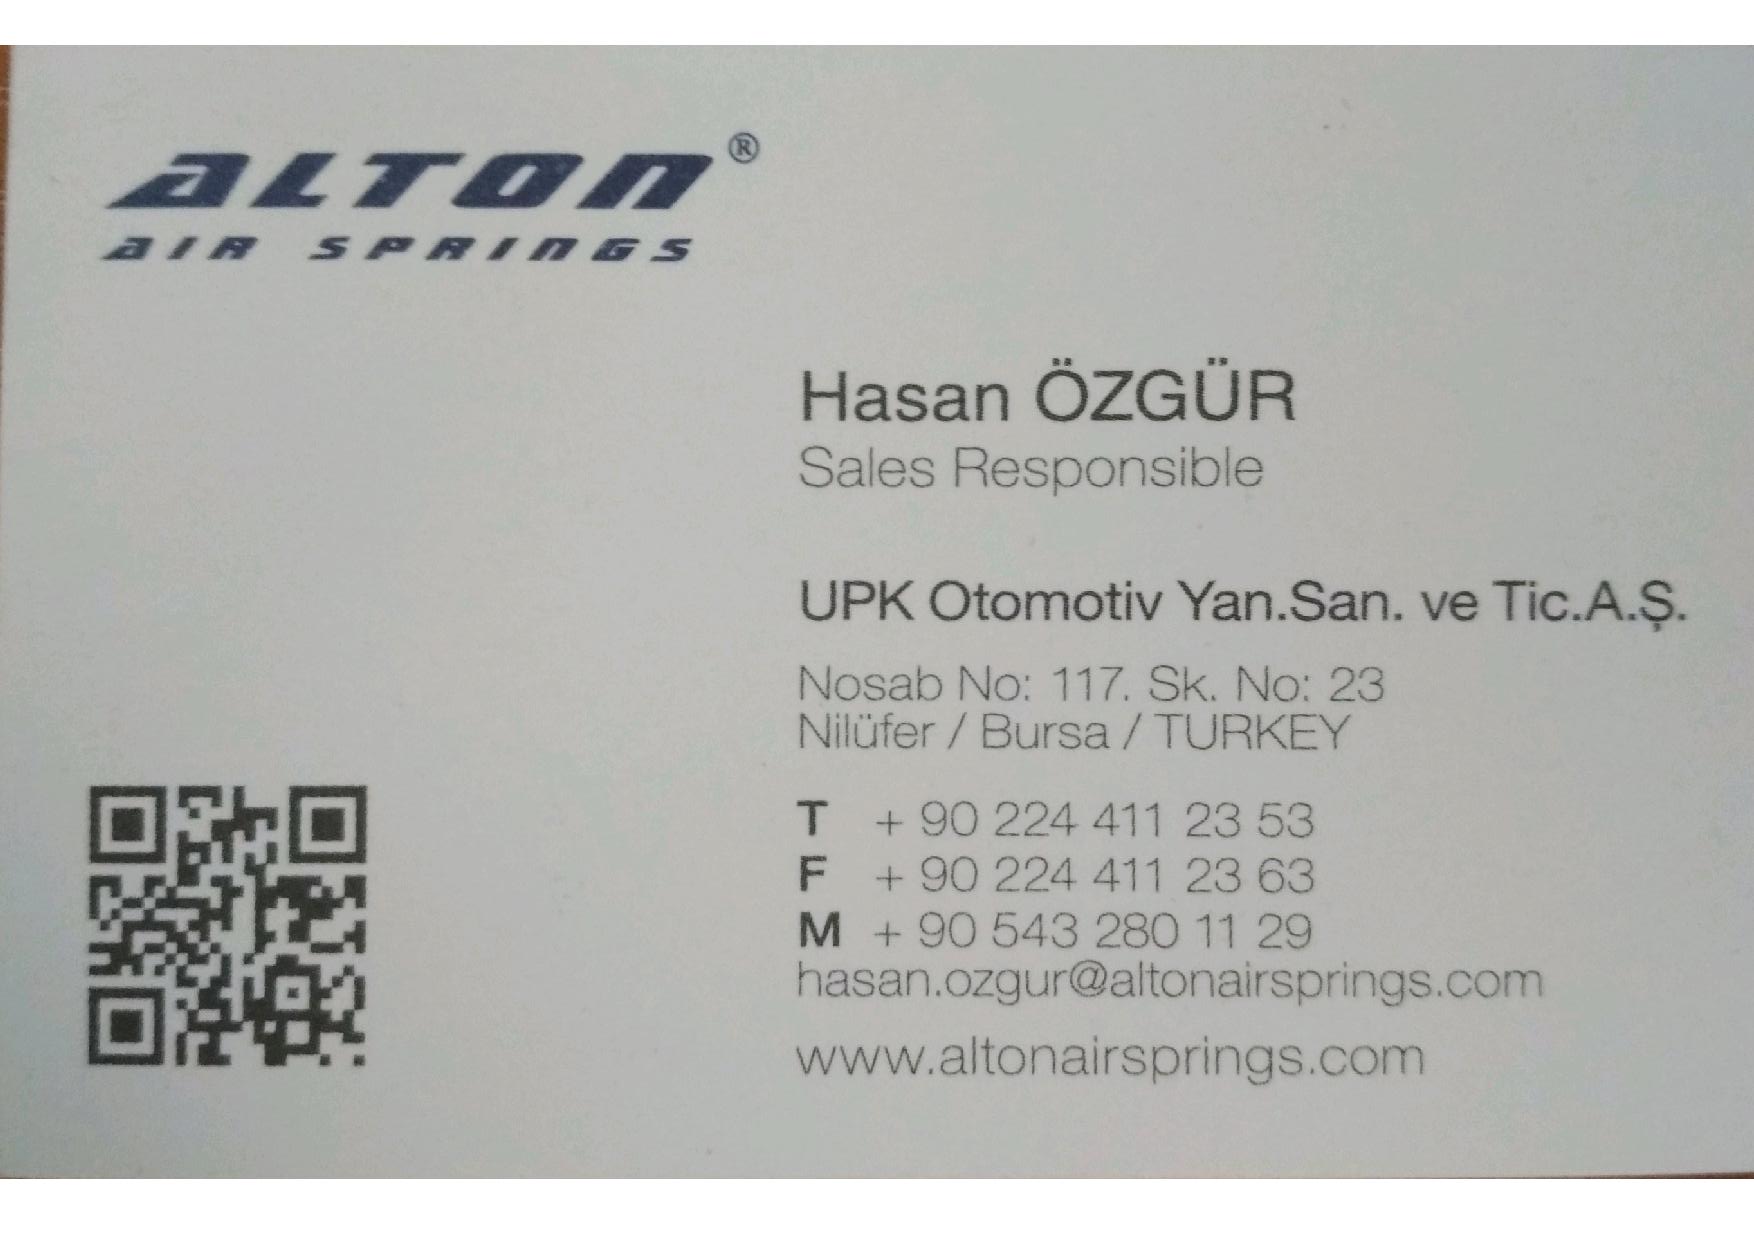 ALTON®
AIR SPRINGS
Hasan ÖZGÜR
Sales Responsible
UPK Otomotiv Yan.San. ve Tic.A.Ş.
Nosab No: 117. Sk. No: 23
Nilüfer / Bursa / TURKEY
T + 90 224 411 23 53
F + 90 224 411 23 63
M + 90 543 280 11 29
hasan.ozgur@altonairsprings.com
www.altonairsprings.com